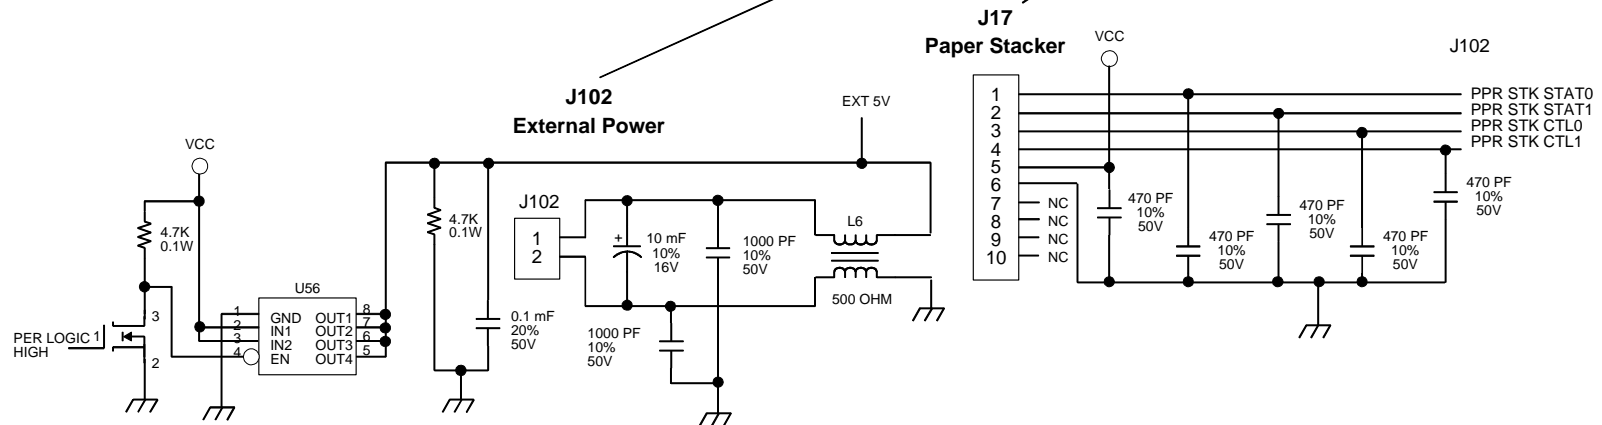 J17
Paper Stacker
VCC
J102
1
2
3
4
5
6
7
8
9
10
NC
NC
NC
NC
PPR STK STAT0
PPR STK STAT1
PPR STK CTL0
PPR STK CTL1
470 PF
10%
50V
470 PF
10%
50V
470 PF
10%
50V
470 PF
10%
50V
470 PF
10%
50V
J102
External Power
EXT 5V
VCC
4.7K
0.1W
PER LOGIC
HIGH
1
3
2
U56
1
2
3
4
GND
IN1
IN2
EN
OUT1
OUT2
OUT3
OUT4
8
7
6
5
4.7K
0.1W
0.1 mF
20%
50V
J102
1
2
+
10 mF
10%
16V
1000 PF
10%
50V
1000 PF
10%
50V
L6
500 OHM